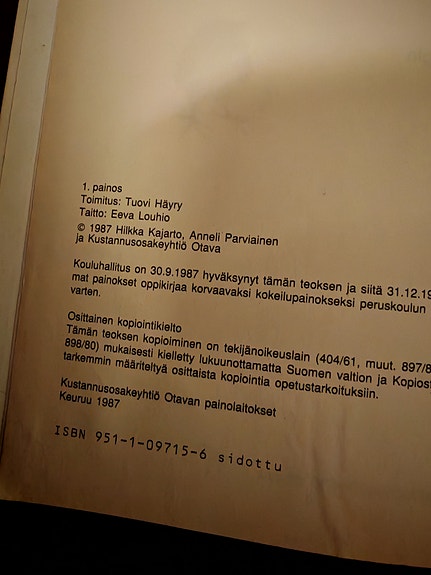 1. painos
Toimitus: Tuovi Häyry
Taitto: Eeva Louhio
© 1987 Hilkka Kajarto, Anneli Parviainen
ja Kustannusosakeyhtiö Otava
Kouluhallitus on 30.9.1987 hyväksynyt tämän teoksen ja siitä 31.12.19
mat painokset oppikirjaa korvaavaksi kokeilupainokseksi peruskoulun
varten.
Osittainen kopiointikielto
Tämän teoksen kopioiminen on tekijänoikeuslain (404/61, muut. 897/8
898/80) mukaisesti kielletty lukuunottamatta Suomen valtion ja Kopios
tarkemmin määriteltyä osittaista kopiointia opetustarkoituksiin.
Kustannusosakeyhtiö Otavan painolaitokset
Keuruu 1987
ISBN 951-1-09715-6 sidottu